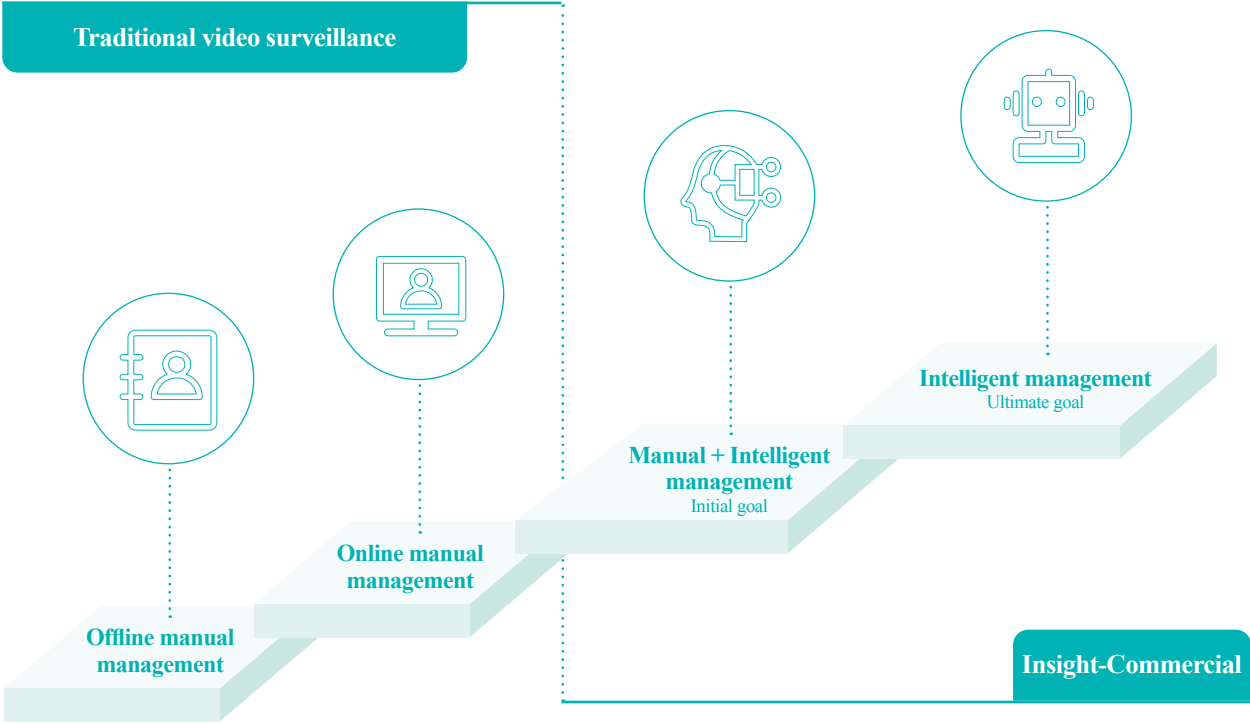 Traditional video surveillance
Offline manual
management
Online manual
management
Manual + Intelligent
management
Initial goal
Intelligent management
Ultimate goal
Insight-Commercial